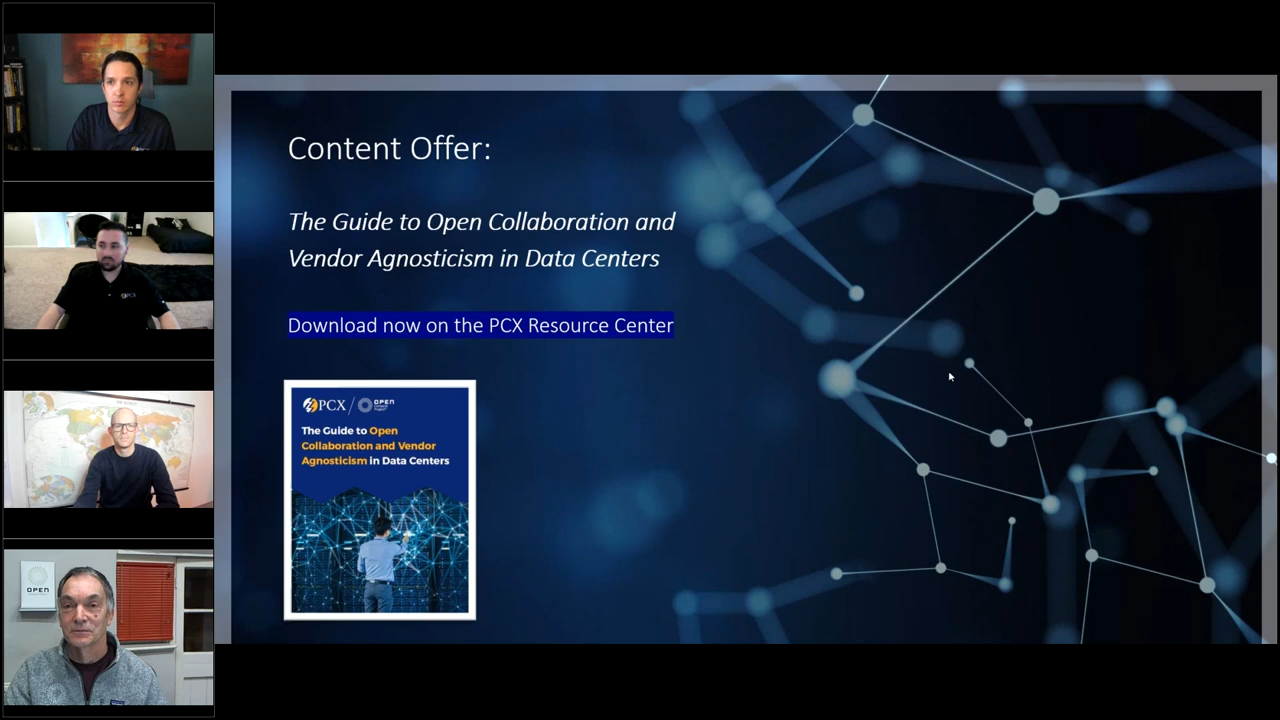 Content Offer:
The Guide to Open Collaboration and
Vendor Agnosticism in Data Centers
Download now on the PCX Resource Center
PCX / OPEN
The Guide to Open
Collaboration and Vendor
Agnosticism in Data Centers
PCX
OPEN